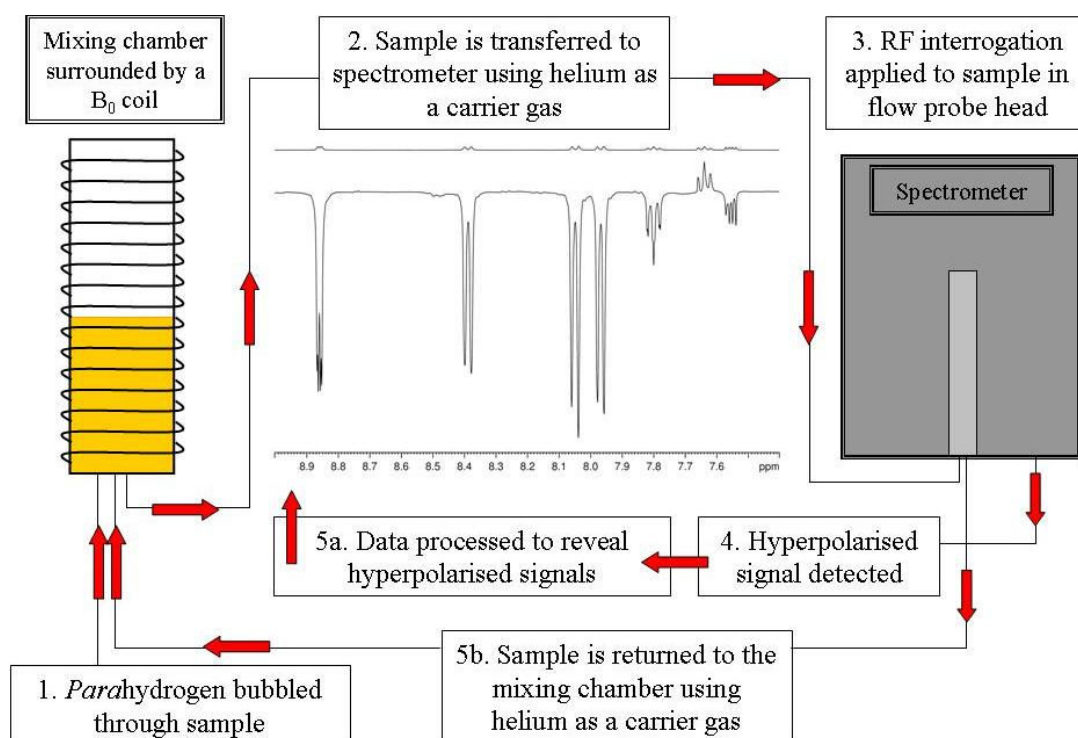 Mixing chamber
surrounded by a
B₀ coil
2. Sample is transferred to
spectrometer using helium as
a carrier gas
3. RF interrogation
applied to sample in
flow probe head
Spectrometer
8.9 8.8 8.7 8.6 8.5 8.4 8.3 8.2 8.1 8.0 7.9 7.8 7.7 7.6 ppm
5a. Data processed to reveal
hyperpolarised signals
4. Hyperpolarised
signal detected
1. Parahydrogen bubbled
through sample
5b. Sample is returned to the
mixing chamber using
helium as a carrier gas